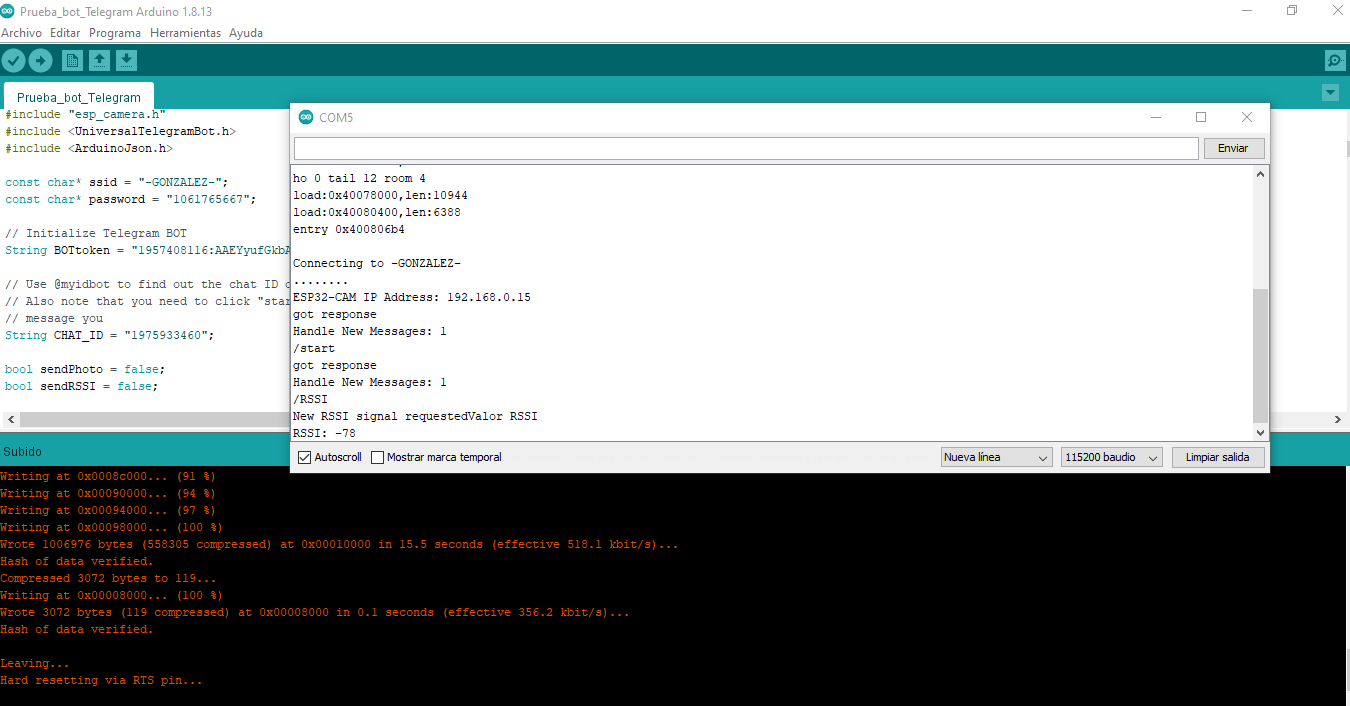 Prueba_bot_Telegram Arduino 1.8.13
Archivo Editar Programa Herramientas Ayuda
Prueba_bot_Telegram
#include "esp_camera.h"
#include <UniversalTelegramBot.h>
#include <ArduinoJson.h>
const char* ssid = "-GONZALEZ-";
const char* password = "1061765667";
// Initialize Telegram BOT
String BOTtoken = "1957408116:AAEYyufGkbA
// Use @myidbot to find out the chat ID o
// Also note that you need to click "star
// message you
String CHAT_ID = "1975933460";
bool sendPhoto = false;
bool sendRSSI = false;
COM5
Enviar
ho 0 tail 12 room 4
load:0x40078000,len:10944
load:0x40080400,len:6388
entry 0x400806b4
Connecting to -GONZALEZ-
........
ESP32-CAM IP Address: 192.168.0.15
got response
Handle New Messages: 1
/start
got response
Handle New Messages: 1
/RSSI
New RSSI signal requestedValor RSSI
RSSI: -78
Autoscroll Mostrar marca temporal
Nueva línea
115200 baudio
Limpiar salida
Subido
Writing at 0x0008c000... (91 %)
Writing at 0x00090000... (94 %)
Writing at 0x00094000... (97 %)
Writing at 0x00098000... (100 %)
Wrote 1006976 bytes (558305 compressed) at 0x00010000 in 15.5 seconds (effective 518.1 kbit/s)...
Hash of data verified.
Compressed 3072 bytes to 119...
Writing at 0x00008000... (100 %)
Wrote 3072 bytes (119 compressed) at 0x00008000 in 0.1 seconds (effective 356.2 kbit/s)...
Hash of data verified.
Leaving...
Hard resetting via RTS pin...